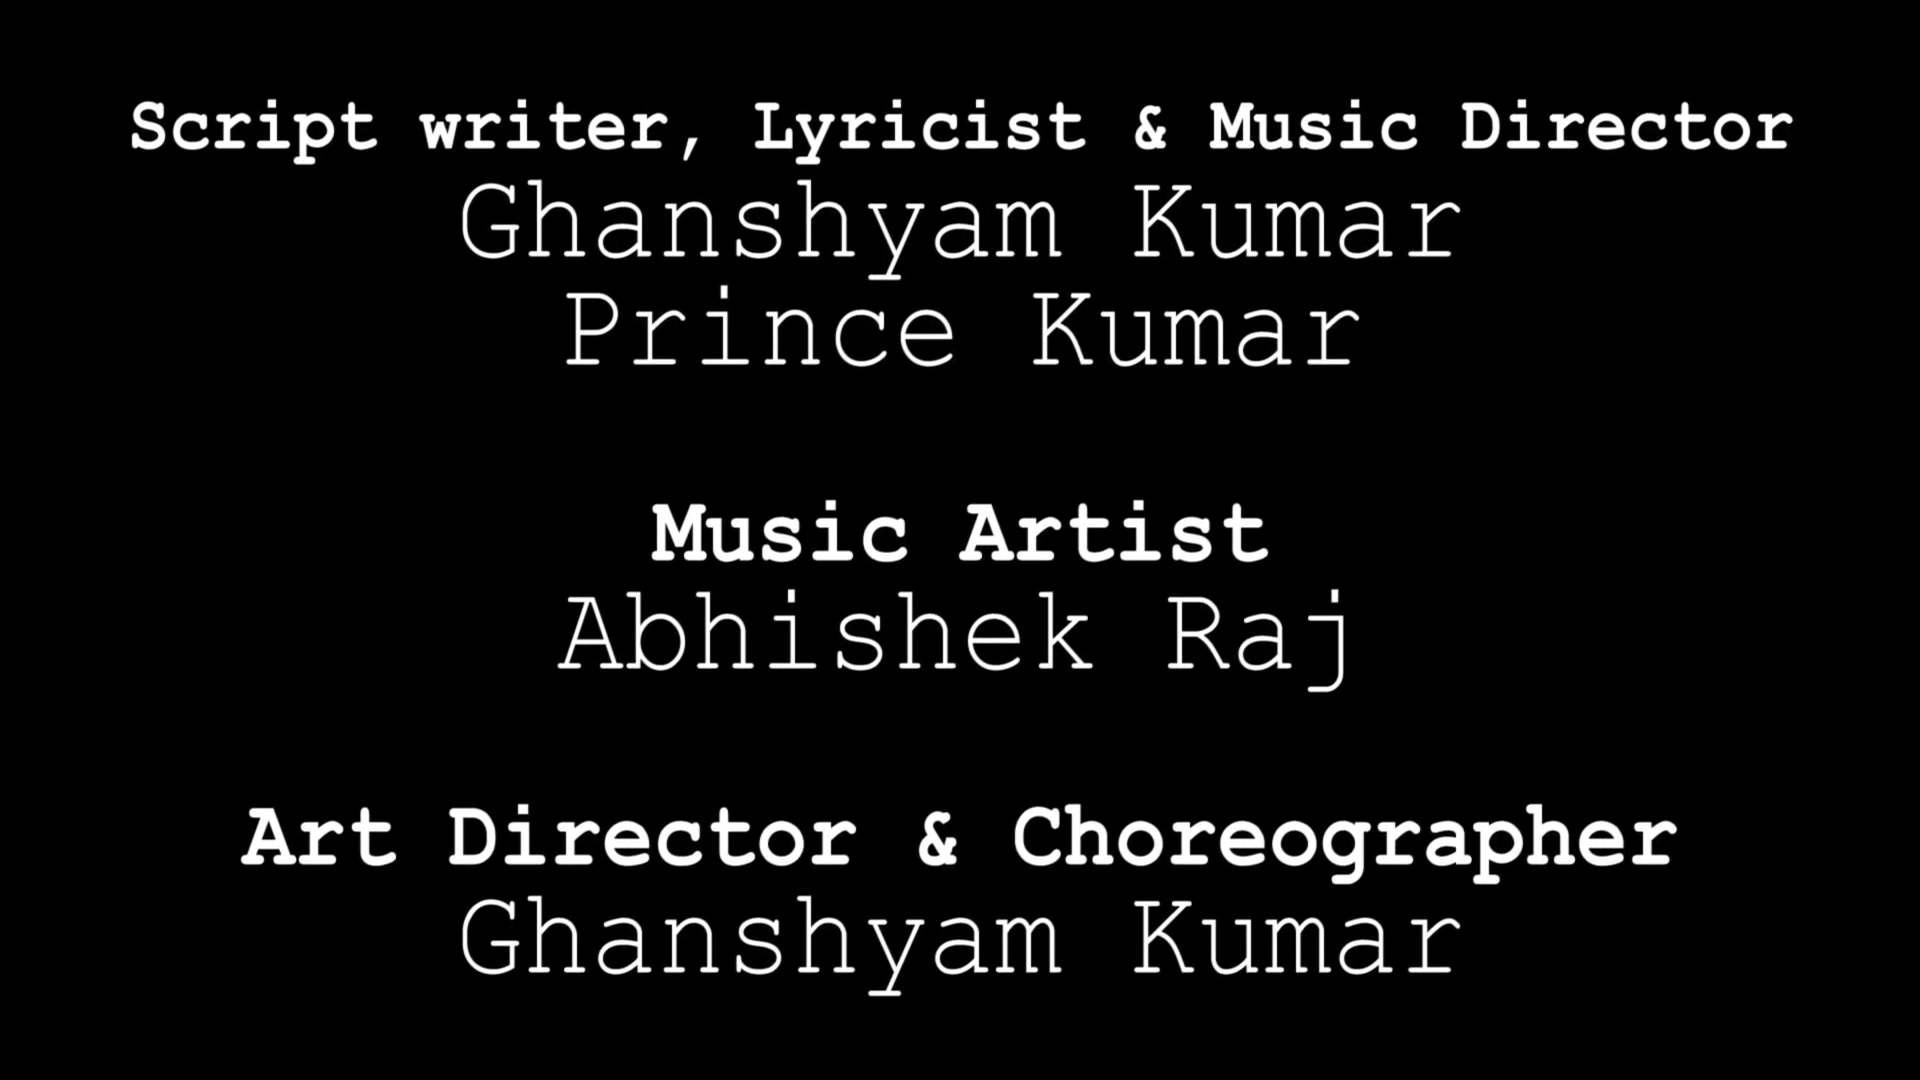 Script writer, Lyricist & Music Director
Ghanshyam Kumar
Prince Kumar
Music Artist
Abhishek Raj
Art Director & Choreographer
Ghanshyam Kumar